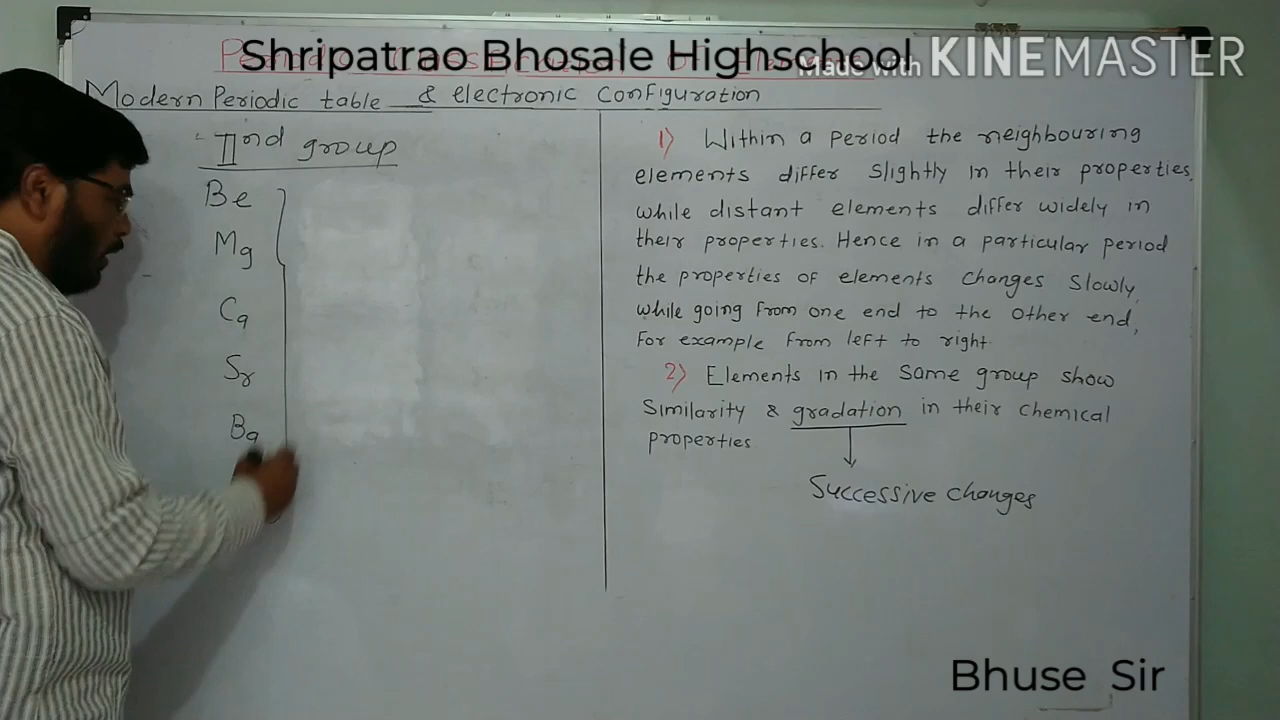 Shripatrao Bhosale Highschool
Made with KINEMASTER
Modern Periodic table & electronic configuration
IInd group
Be
Mg
Ca
Sr
Ba
1) Within a period the neighbouring
elements differ slightly in their properties
while distant elements differ widely in
their properties. Hence in a particular period
the properties of elements changes slowly,
while going from one end to the other end,
For example from left to right
2) Elements in the same group show
similarity & gradation in their chemical
properties
Successive changes
Bhuse Sir